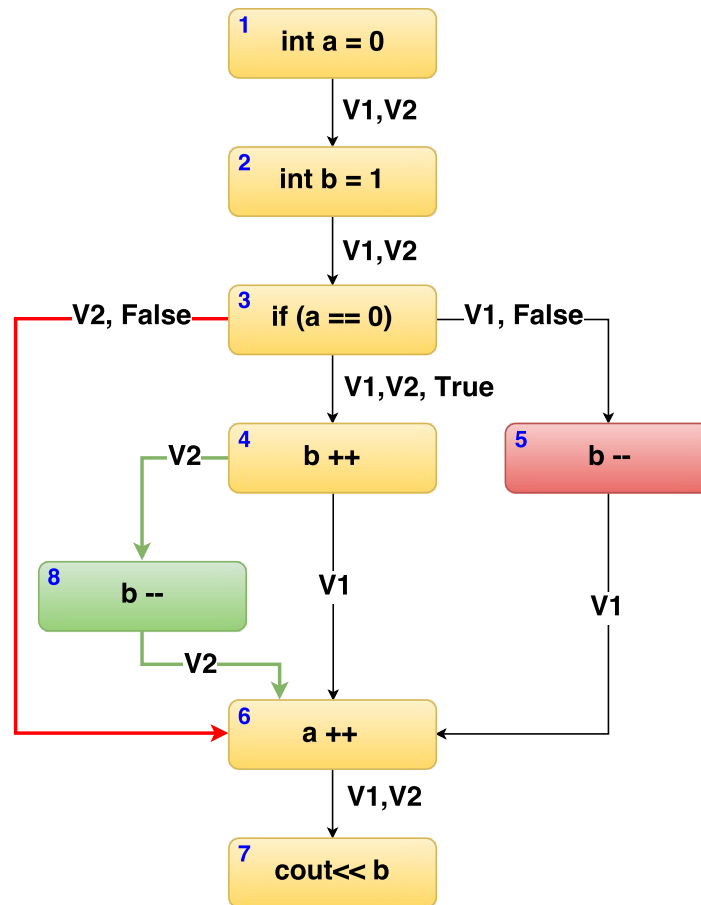 1
int a = 0
V1,V2
2
int b = 1
V1,V2
3
if (a == 0)
V2, False
V1, False
V1,V2, True
4
b ++
5
b --
V2
8
b --
V1
V1
V2
6
a ++
V1,V2
7
cout<< b